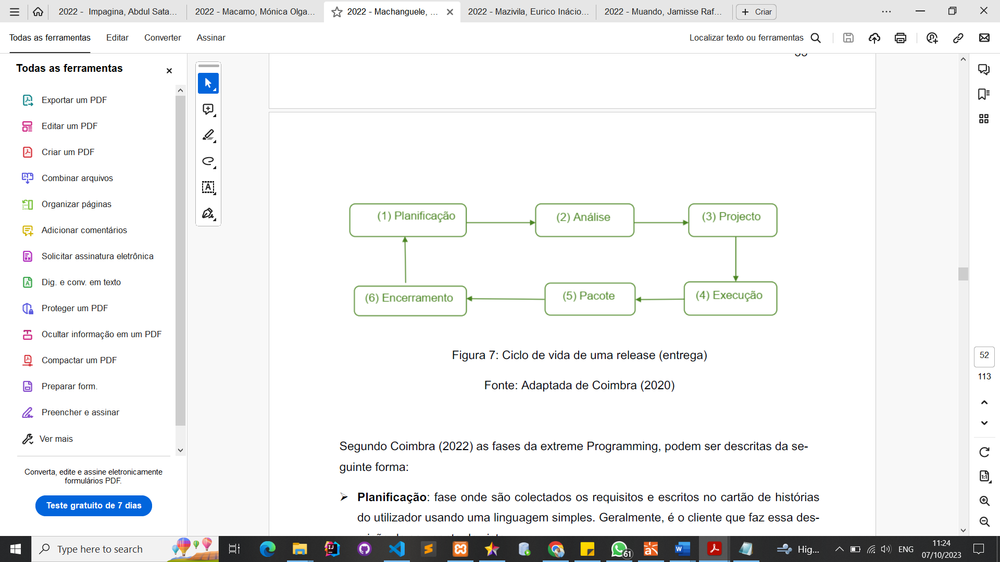 2022 -  Impagina, Abdul Sata...
2022 - Macamo, Mónica Olga...
2022 - Machanguele, ...
2022 - Mazivila, Eurico Inácio...
2022 - Muando, Jamisse Raf...
Criar
Todas as ferramentas
Editar
Converter
Assinar
Localizar texto ou ferramentas
Todas as ferramentas
Exportar um PDF
Editar um PDF
Criar um PDF
Combinar arquivos
Organizar páginas
Adicionar comentários
Solicitar assinatura eletrônica
Dig. e conv. em texto
Proteger um PDF
Ocultar informação em um PDF
Compactar um PDF
Preparar form.
Preencher e assinar
Ver mais
Converta, edite e assine eletronicamente
formulários PDF.
Teste gratuito de 7 dias
(1) Planificação
(2) Análise
(3) Projecto
(6) Encerramento
(5) Pacote
(4) Execução
Figura 7: Ciclo de vida de uma release (entrega)
Fonte: Adaptada de Coimbra (2020)
Segundo Coimbra (2022) as fases da extreme Programming, podem ser descritas da se-
guinte forma:
➢ Planificação: fase onde são colectados os requisitos e escritos no cartão de histórias
do utilizador usando uma linguagem simples. Geralmente, é o cliente que faz essa des-
52
113
Type here to search
61
Hig...
ENG
11:24
07/10/2023